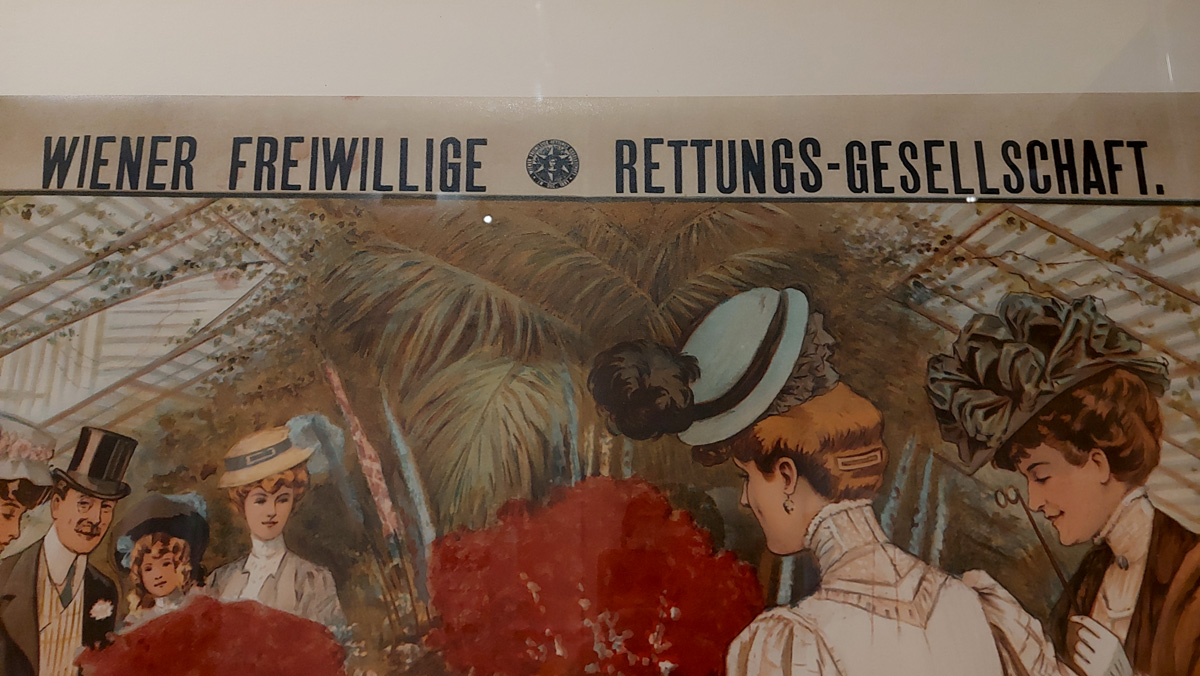 WIENER FREIWILLIGE RETTUNGS-GESELLSCHAFT.